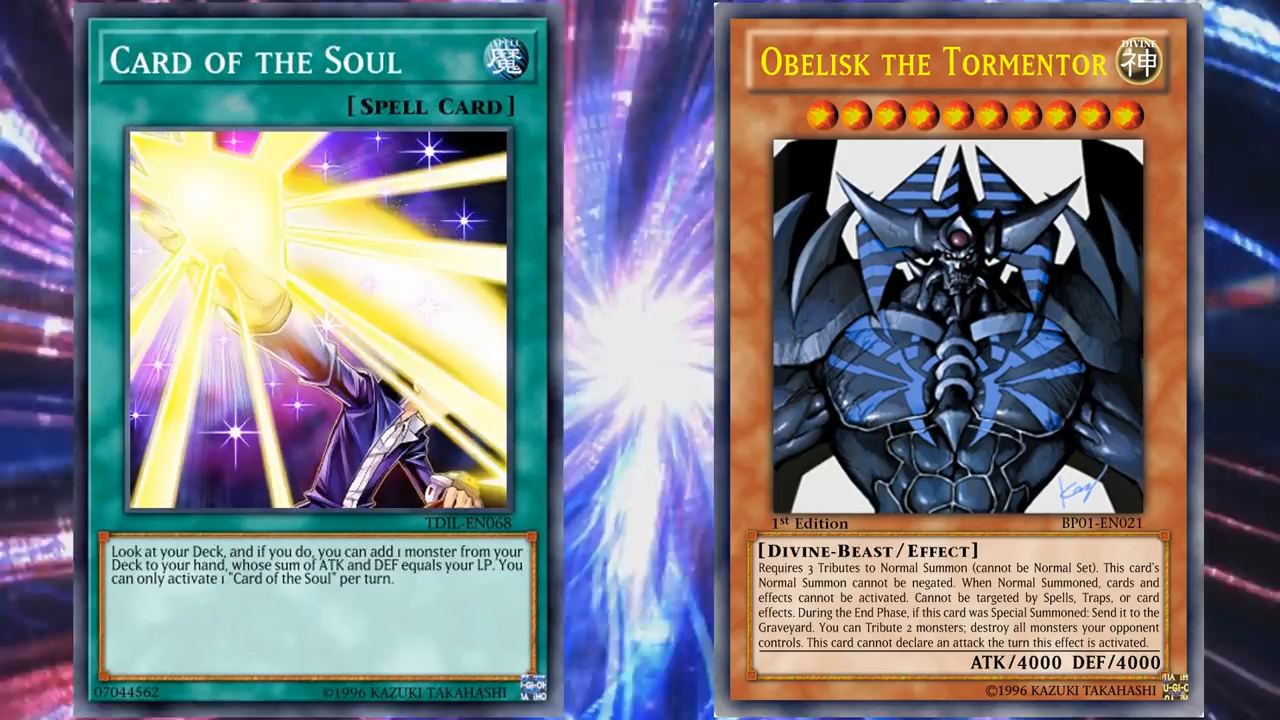 Card of the Soul
魔
[Spell Card]
TDIL-EN068
Look at your Deck, and if you do, you can add 1 monster from your
Deck to your hand, whose sum of ATK and DEF equals your LP. You
can only activate 1 "Card of the Soul" per turn.
07044562
©1996 KAZUKI TAKAHASHI
Obelisk the Tormentor
DIVINE
神
1st Edition
BP01-EN021
[Divine-Beast/Effect]
Requires 3 Tributes to Normal Summon (cannot be Normal Set). This card's
Normal Summon cannot be negated. When Normal Summoned, cards and
effects cannot be activated. Cannot be targeted by Spells, Traps, or card
effects. During the End Phase, if this card was Special Summoned: Send it to the
Graveyard. You can Tribute 2 monsters; destroy all monsters your opponent
controls. This card cannot declare an attack the turn this effect is activated.
ATK/4000 DEF/4000
©1996 KAZUKI TAKAHASHI